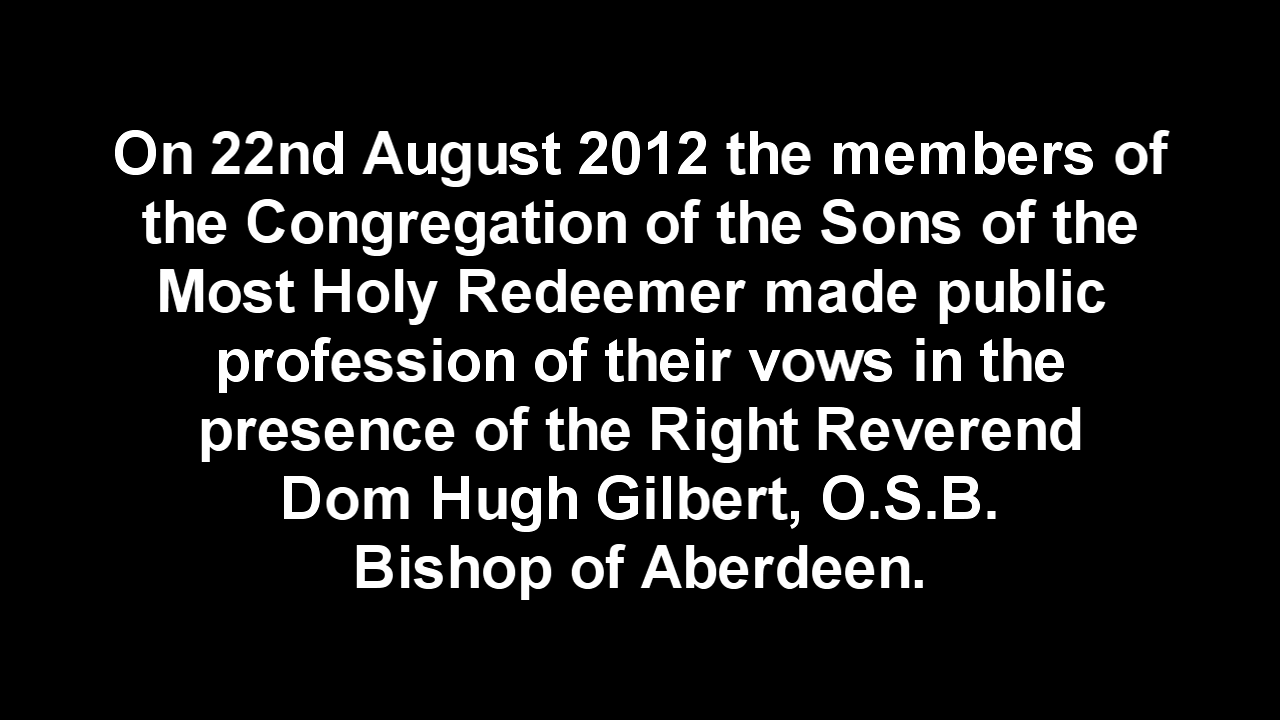 On 22nd August 2012 the members of
the Congregation of the Sons of the
Most Holy Redeemer made public
profession of their vows in the
presence of the Right Reverend
Dom Hugh Gilbert, O.S.B.
Bishop of Aberdeen.